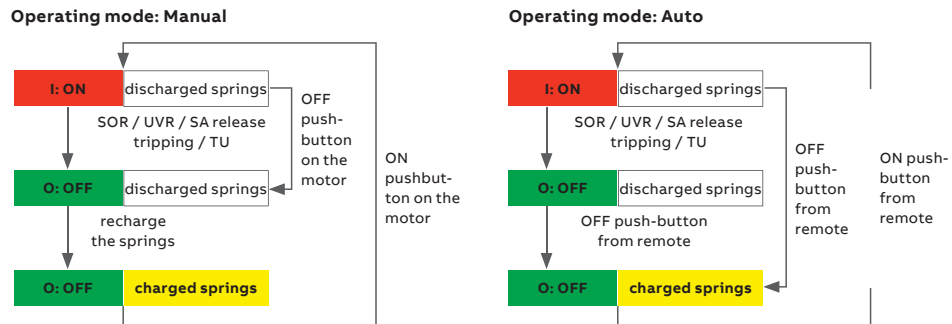 Operating mode: Manual
I: ON
discharged springs
SOR / UVR / SA release
tripping / TU
OFF
push-
button
on the
motor
ON
pushbut-
ton on the
motor
O: OFF
discharged springs
recharge
the springs
O: OFF
charged springs
Operating mode: Auto
I: ON
discharged springs
SOR / UVR / SA release
tripping / TU
OFF
push-
button
from
remote
ON push-
button
from
remote
O: OFF
discharged springs
OFF push-button
from remote
O: OFF
charged springs